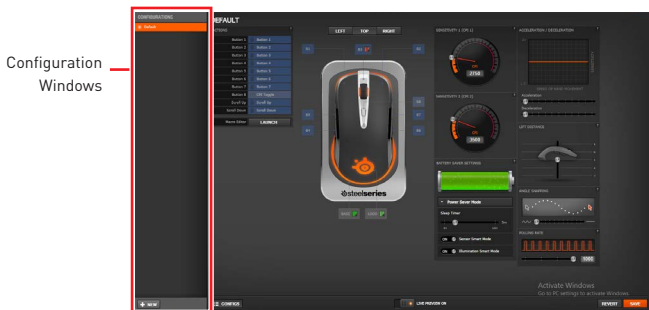 Configuration
Windows
CONFIGURATIONS
Default
DEFAULT
Button 1 Button 1
Button 2 Button 2
Button 3 Button 3
Button 4 Button 4
Button 5 Button 5
Button 6 Button 6
Button 7 Button 7
Button 8 CPI Toggle
Scroll Up Scroll Up
Scroll Down Scroll Down
Macro Editor LAUNCH
LEFT TOP RIGHT
steelseries
SENSITIVITY 1 (CPI 1)
CPI
2750
SENSITIVITY 2 (CPI 2)
CPI
3500
BATTERY SAVER SETTINGS
Power Saver Mode
Sleep Timer
ON Sensor Smart Mode
ON Illumination Smart Mode
ACCELERATION / DECELERATION
Acceleration
Deceleration
LIFT DISTANCE
ANGLE SNAPPING
POLLING RATE
1000
Activate Windows
Go to PC settings to activate Windows.
+ NEW
CONFIGS
LIVE PREVIEW ON
REVERT SAVE